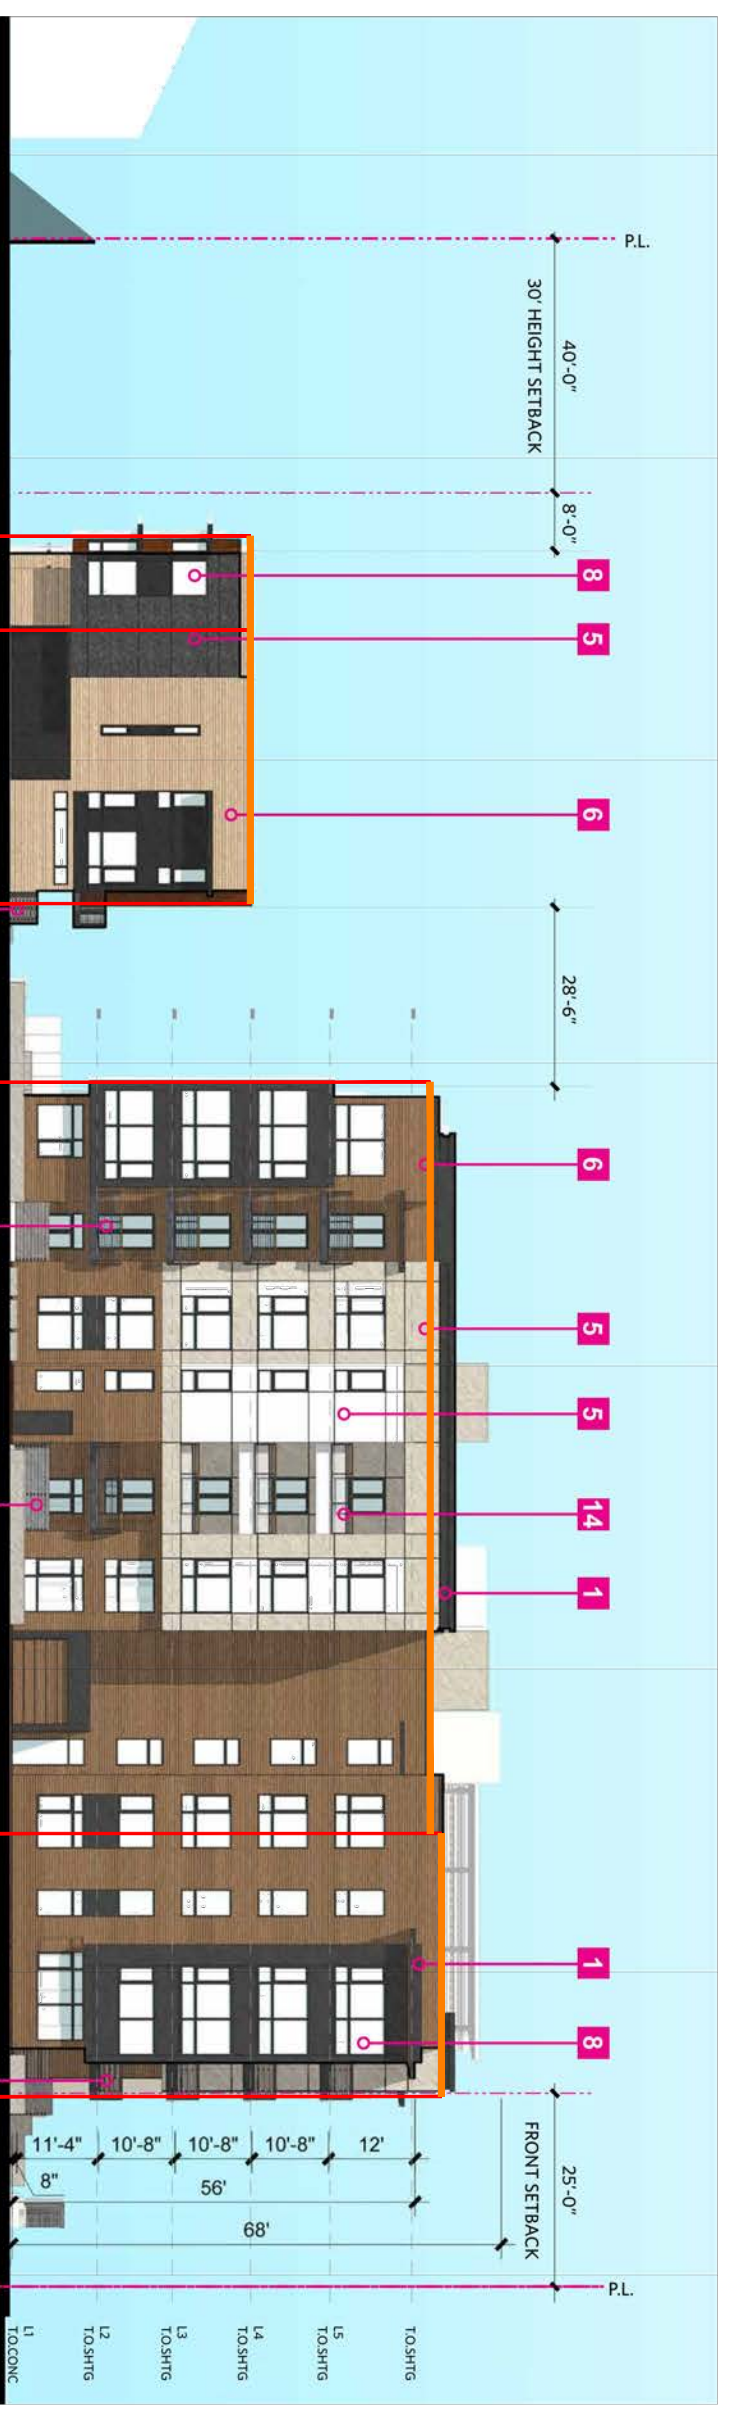 P.L.
40'-0"
30' HEIGHT SETBACK
8'-0"
8
5
6
28'-6"
6
5
5
14
1
1
8
FRONT SETBACK
25'-0"
11'-4"
10'-8"
10'-8"
10'-8"
12'
8"
56'
68'
P.L.
L1
T.O.CONC
L2
T.O.SHTG
L3
T.O.SHTG
L4
T.O.SHTG
L5
T.O.SHTG
T.O.SHTG